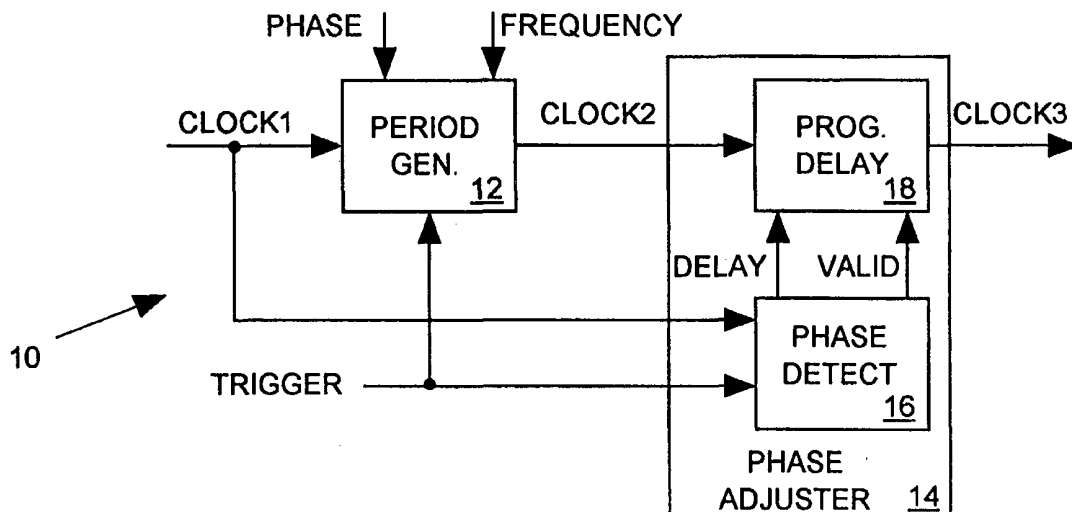 PHASE
FREQUENCY
CLOCK1
PERIOD
GEN.
12
CLOCK2
PROG.
DELAY
18
CLOCK3
DELAY
VALID
10
TRIGGER
PHASE
DETECT
16
PHASE
ADJUSTER
14